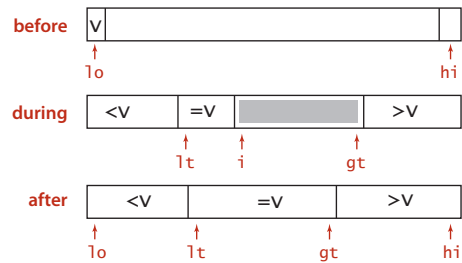 before V
lo hi
during <V =V >V
lt i gt
after <V =V >V
lo lt gt hi